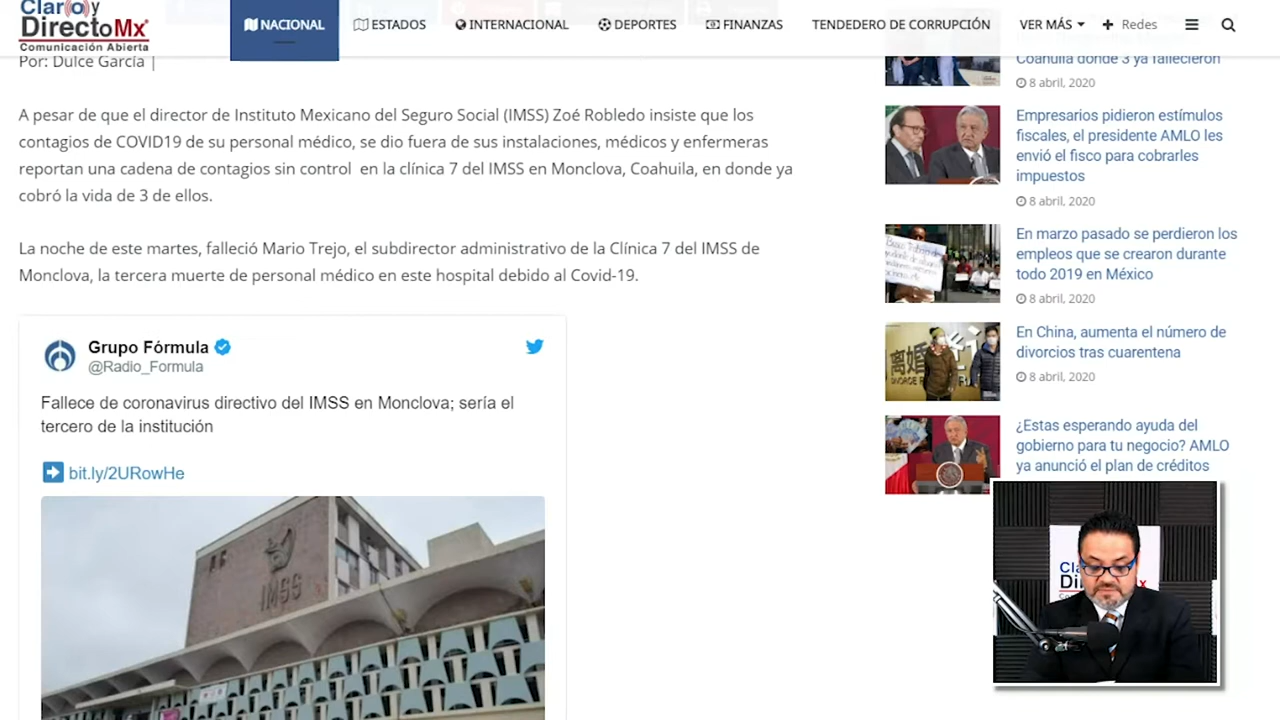 Claro y
DirectoMx
Comunicación Abierta
NACIONAL
ESTADOS
INTERNACIONAL
DEPORTES
FINANZAS
TENDEDERO DE CORRUPCIÓN
VER MÁS
Redes
Por: Dulce García |
A pesar de que el director de Instituto Mexicano del Seguro Social (IMSS) Zoé Robledo insiste que los
contagios de COVID19 de su personal médico, se dio fuera de sus instalaciones, médicos y enfermeras
reportan una cadena de contagios sin control en la clínica 7 del IMSS en Monclova, Coahuila, en donde ya
cobró la vida de 3 de ellos.
La noche de este martes, falleció Mario Trejo, el subdirector administrativo de la Clínica 7 del IMSS de
Monclova, la tercera muerte de personal médico en este hospital debido al Covid-19.
Grupo Fórmula
@Radio_Formula
Fallece de coronavirus directivo del IMSS en Monclova; sería el
tercero de la institución
bit.ly/2URowHe
IMSS
Coahuila donde 3 ya fallecieron
8 abril, 2020
Empresarios pidieron estímulos
fiscales, el presidente AMLO les
envió el fisco para cobrarles
impuestos
8 abril, 2020
En marzo pasado se perdieron los
empleos que se crearon durante
todo 2019 en México
8 abril, 2020
En China, aumenta el número de
divorcios tras cuarentena
8 abril, 2020
离婚
¿Estas esperando ayuda del
gobierno para tu negocio? AMLO
ya anunció el plan de créditos